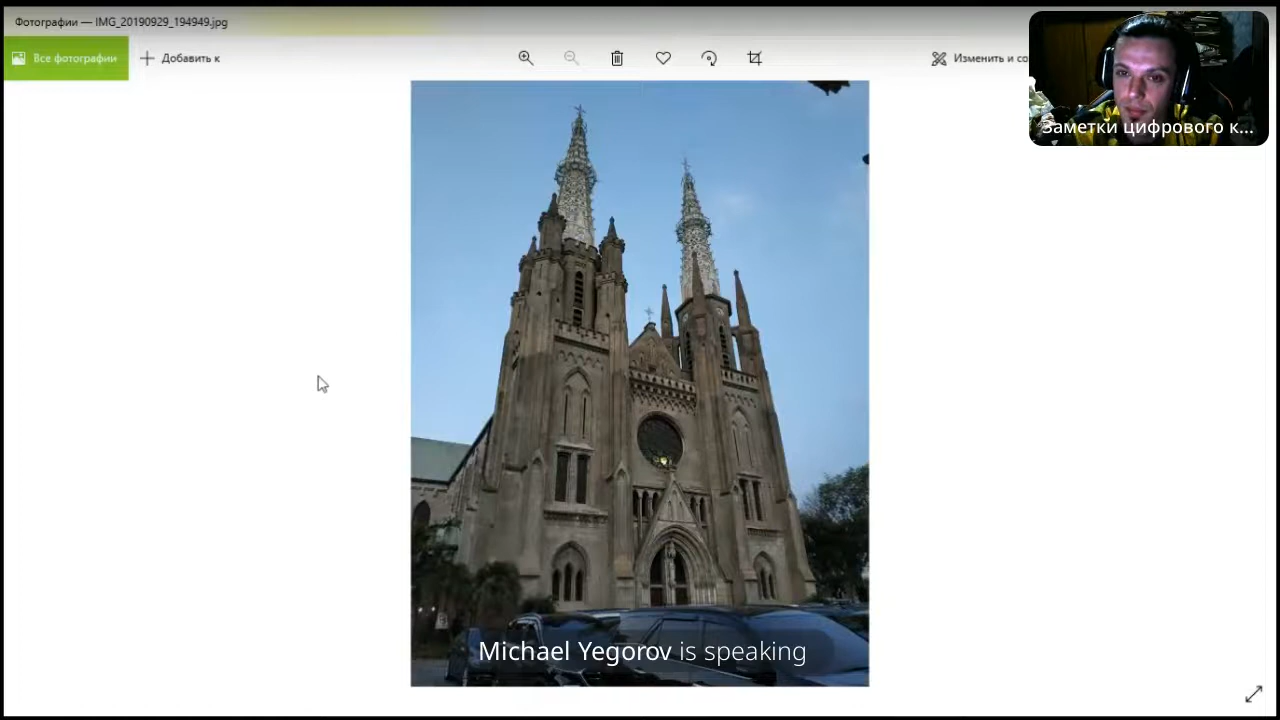 Фотографии — IMG_20190929_194949.jpg
Все фотографии
Добавить к
Изменить и со
Заметки цифрового к...
Michael Yegorov is speaking